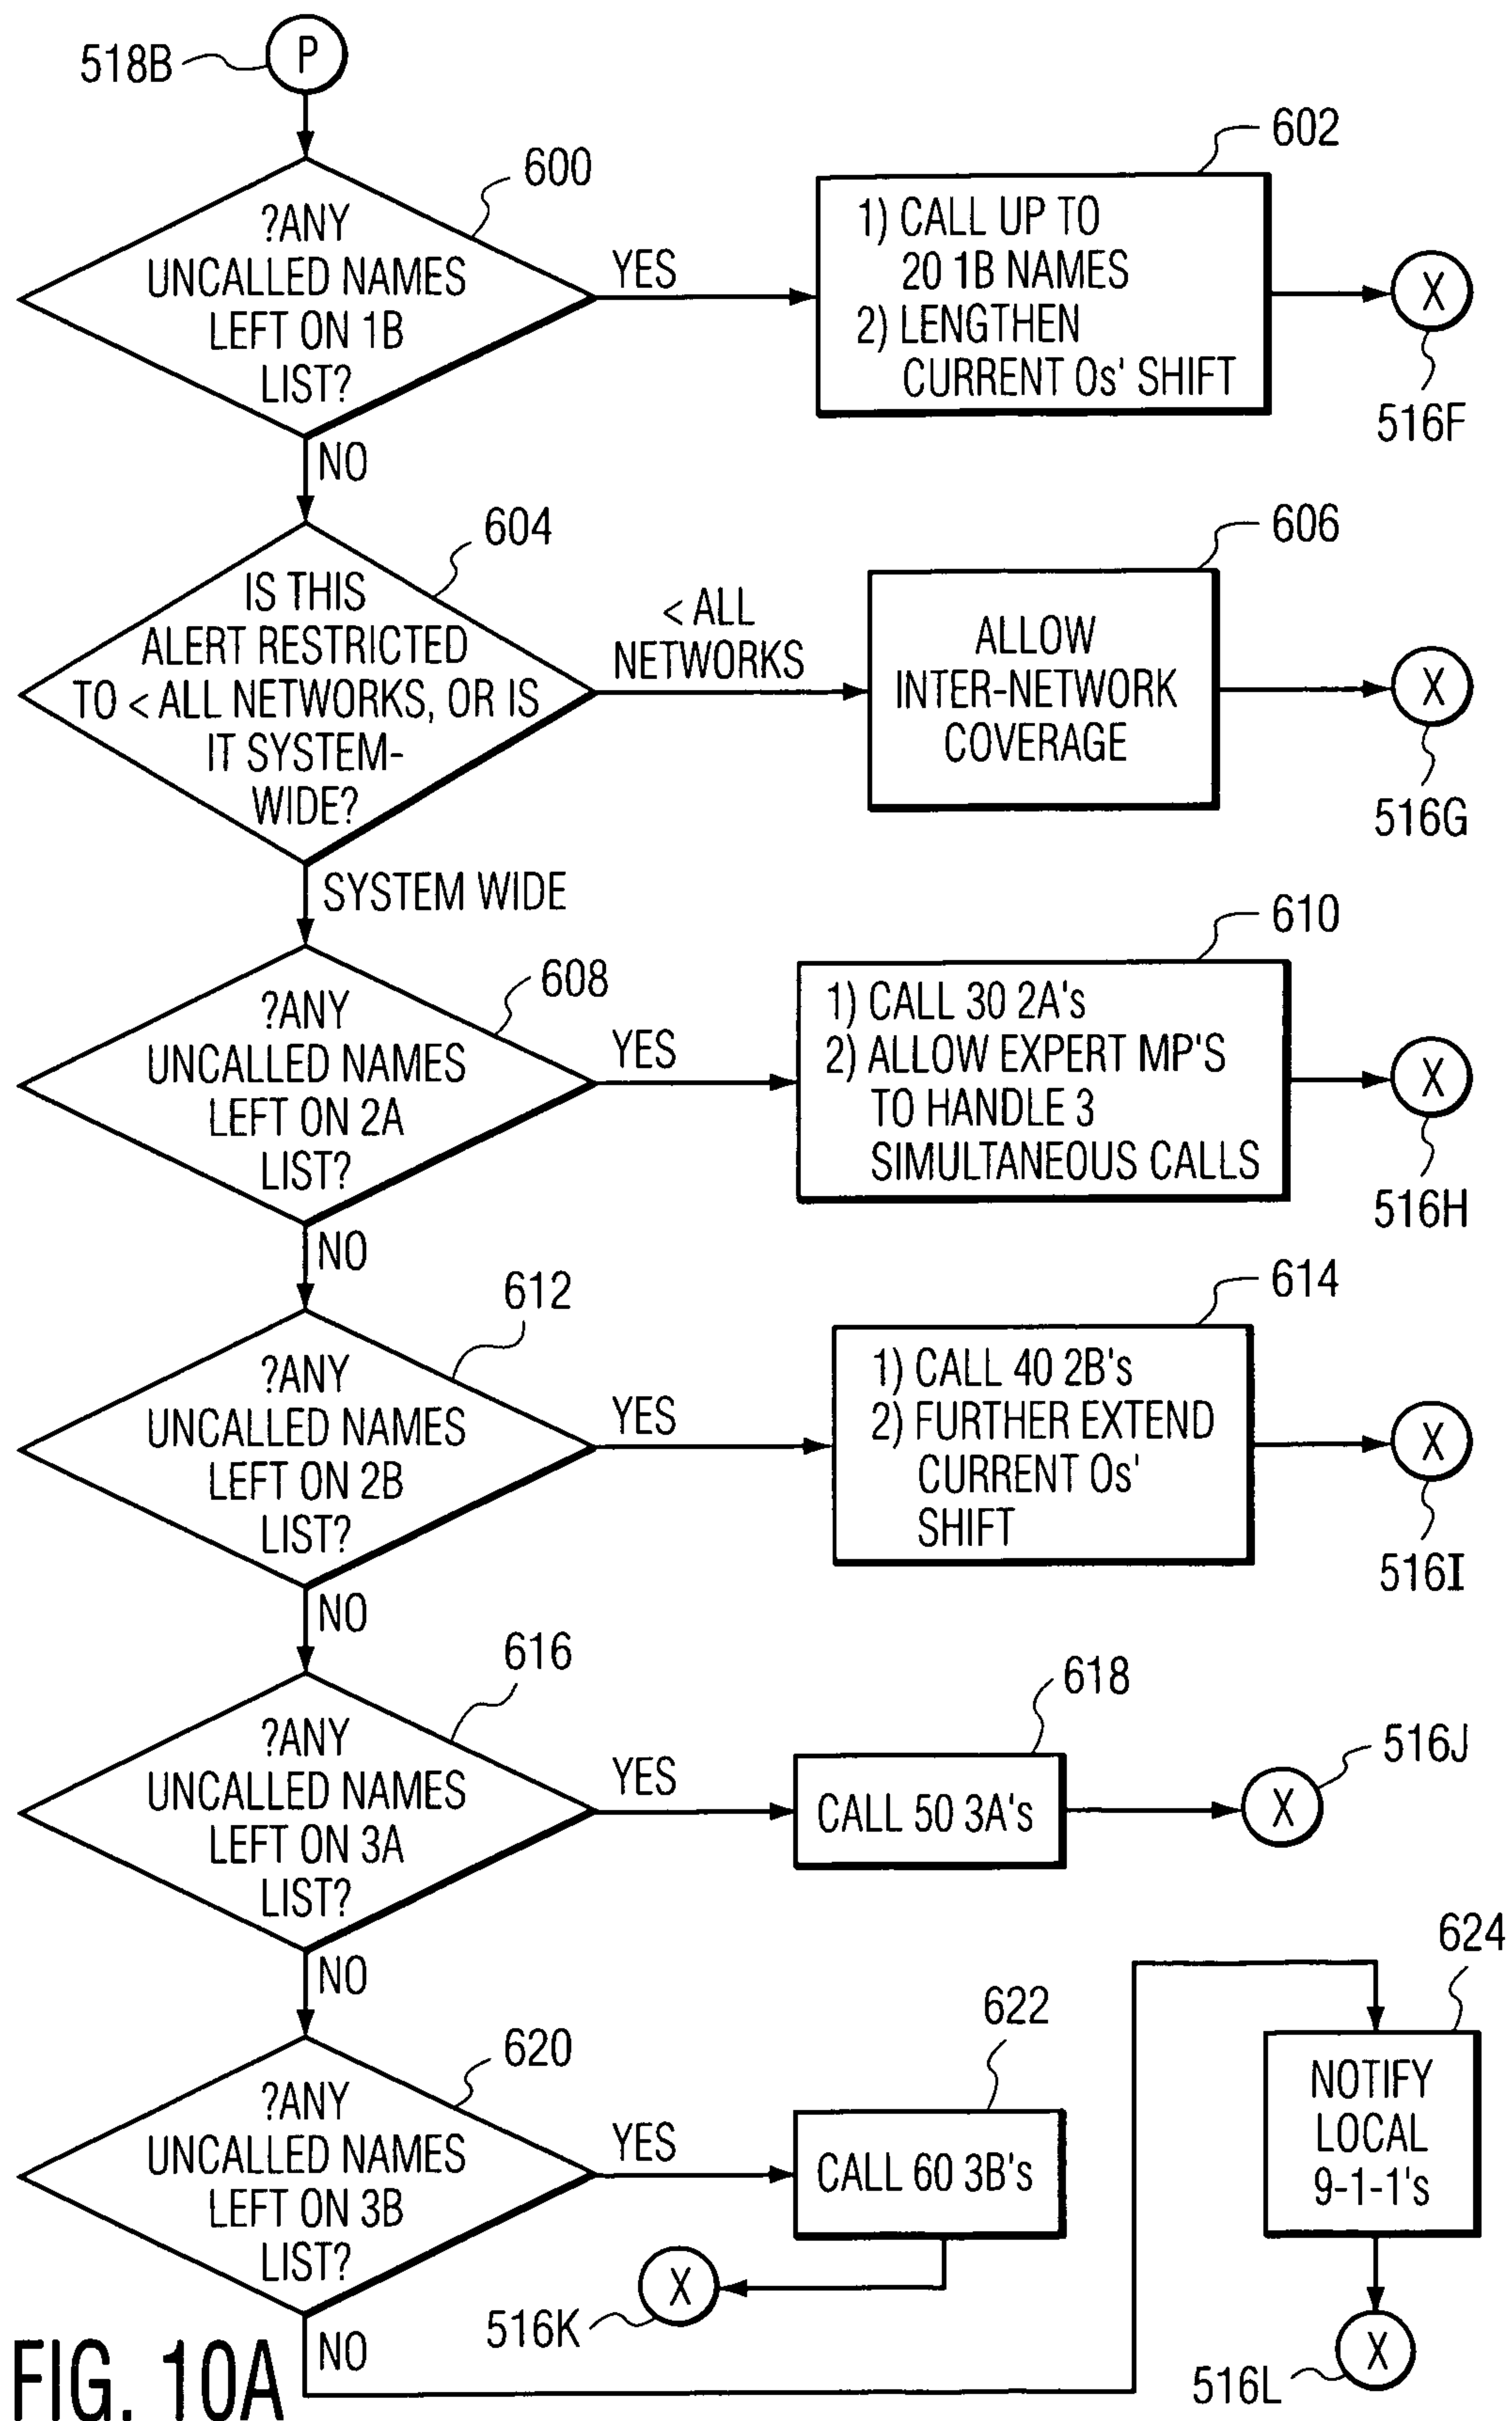 518B
P
600
?ANY
UNCALLED NAMES
LEFT ON 1B
LIST?
YES
602
1) CALL UP TO
20 1B NAMES
2) LENGTHEN
CURRENT Os' SHIFT
X
516F
NO
604
IS THIS
ALERT RESTRICTED
TO < ALL NETWORKS, OR IS
IT SYSTEM-
WIDE?
< ALL
NETWORKS
606
ALLOW
INTER-NETWORK
COVERAGE
X
516G
SYSTEM WIDE
608
?ANY
UNCALLED NAMES
LEFT ON 2A
LIST?
YES
610
1) CALL 30 2A's
2) ALLOW EXPERT MP'S
TO HANDLE 3
SIMULTANEOUS CALLS
X
516H
NO
612
?ANY
UNCALLED NAMES
LEFT ON 2B
LIST?
YES
614
1) CALL 40 2B's
2) FURTHER EXTEND
CURRENT Os'
SHIFT
X
516I
NO
616
?ANY
UNCALLED NAMES
LEFT ON 3A
LIST?
YES
618
CALL 50 3A's
X
516J
NO
620
?ANY
UNCALLED NAMES
LEFT ON 3B
LIST?
YES
622
CALL 60 3B's
X
516K
NO
624
NOTIFY
LOCAL
9-1-1's
X
516L
FIG. 10A